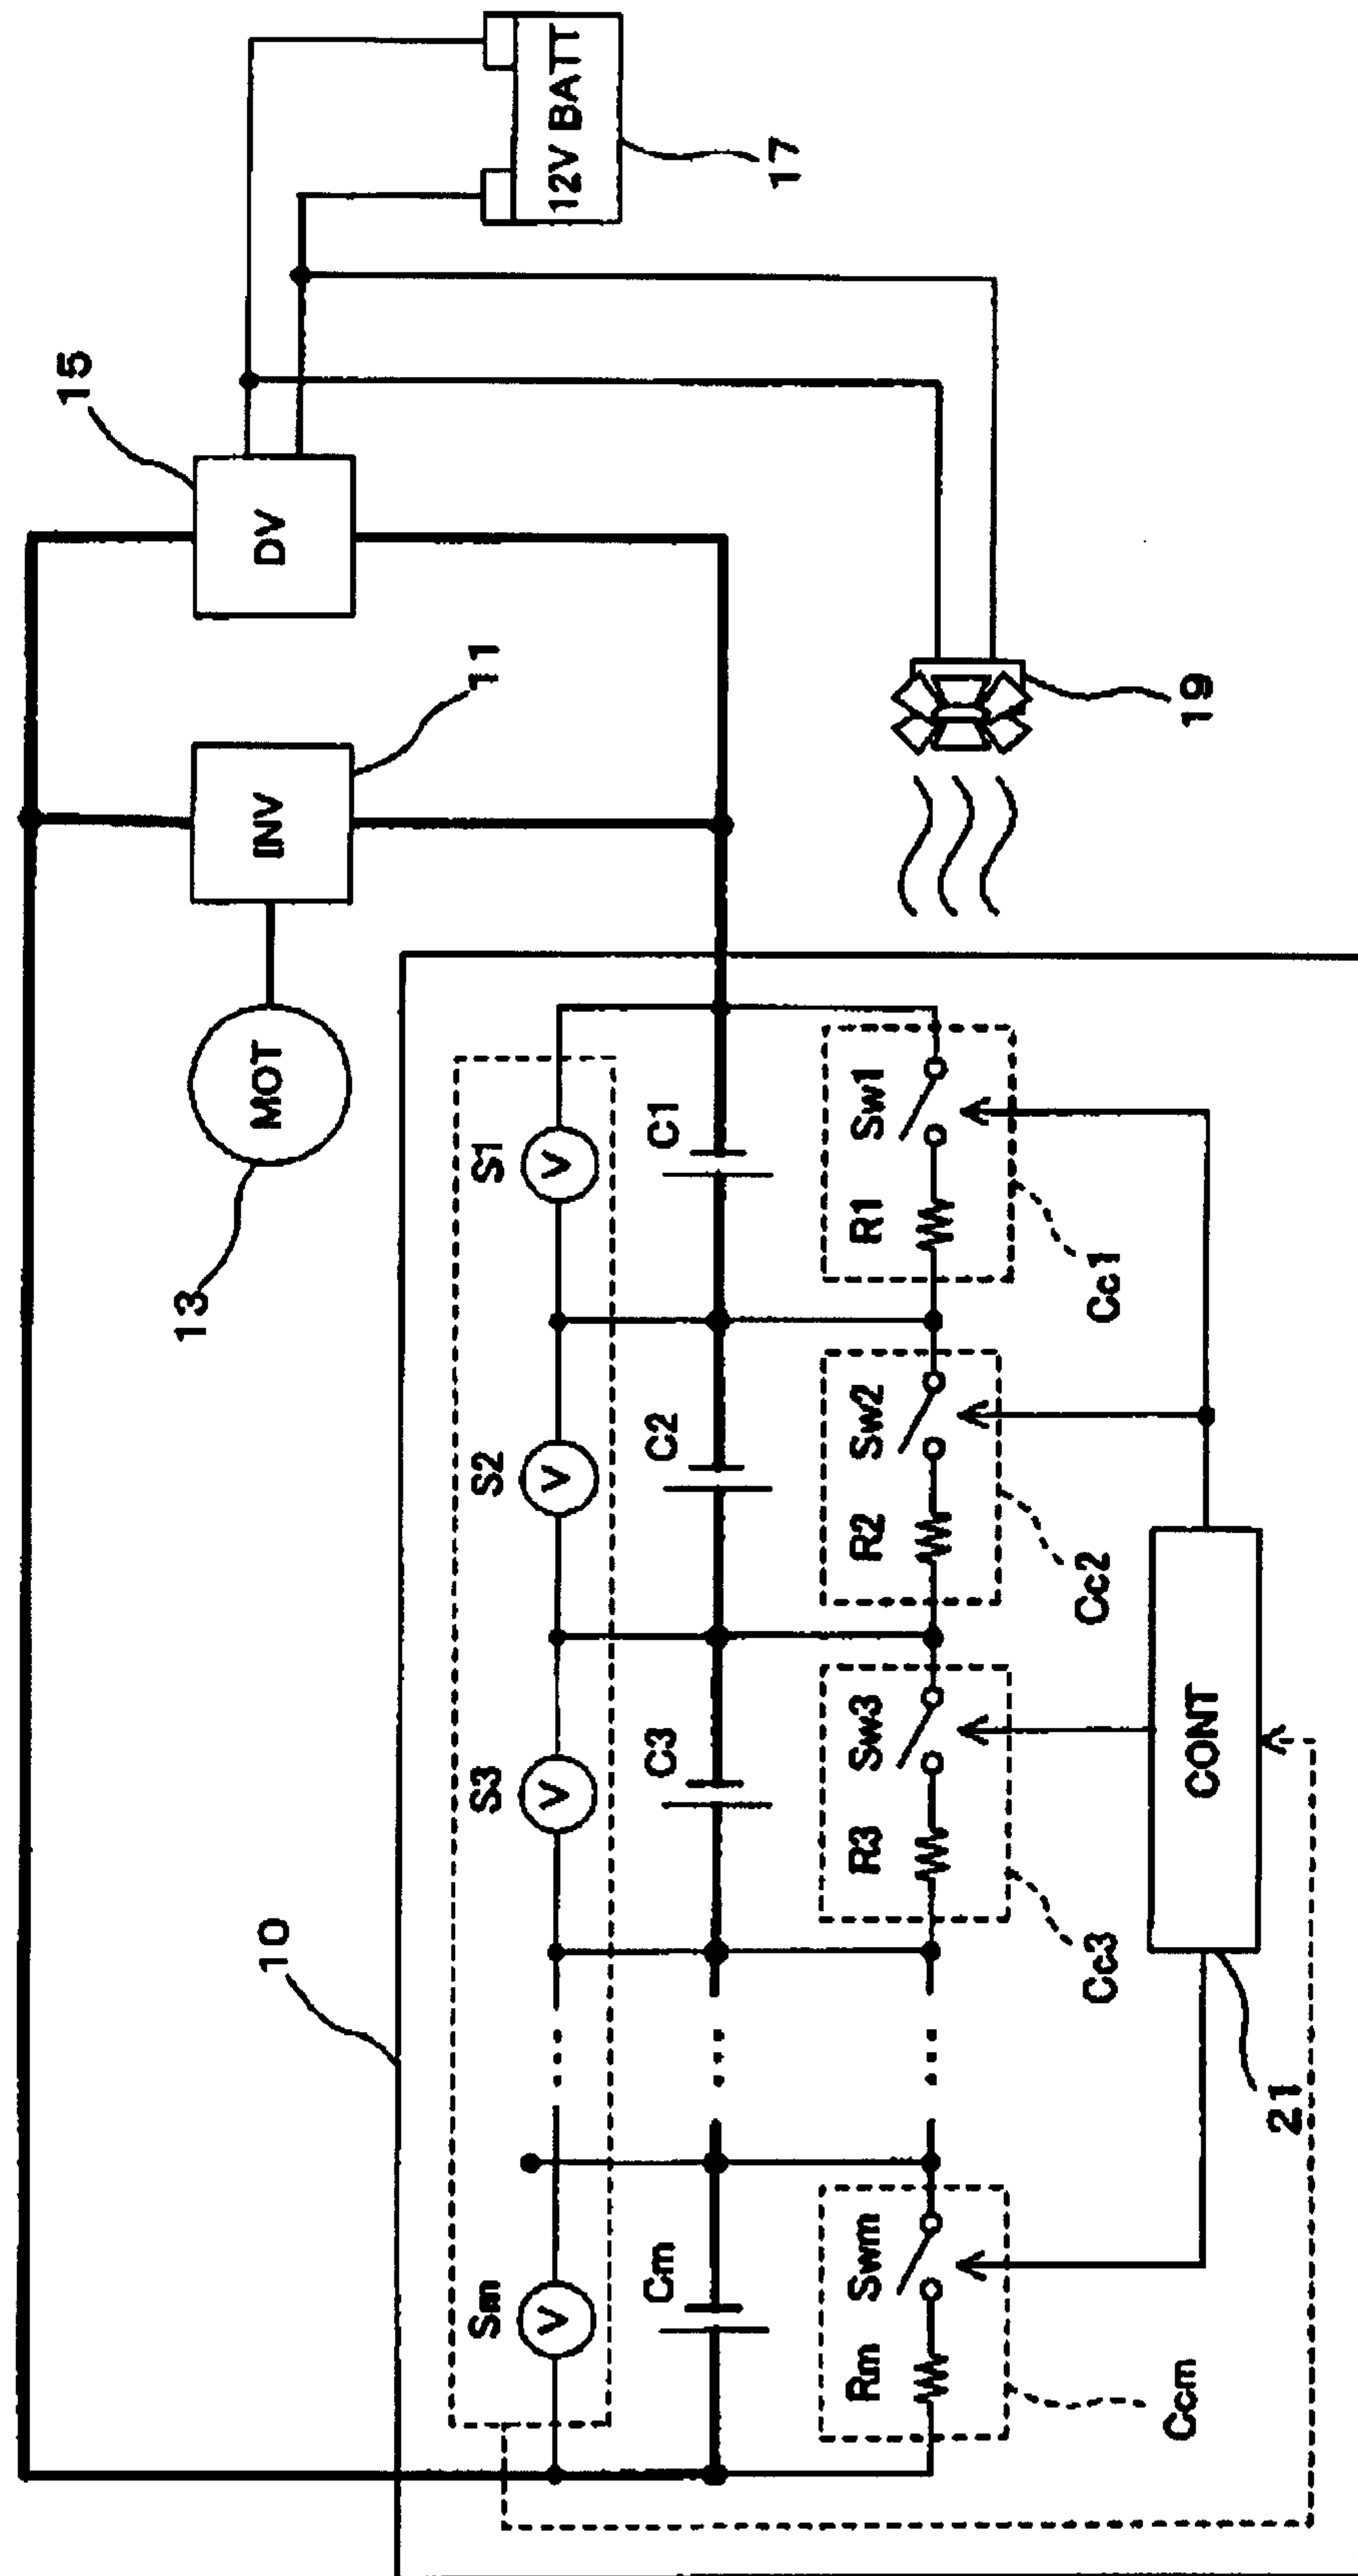 10
13
MOT
11
INV
15
DV
12V BATT
17
19
Sm
S3
S2
S1
V
V
V
V
Cm
C3
C2
C1
Rm
Swm
R3
Sw3
R2
Sw2
R1
Sw1
Ccm
Cc3
Cc2
Cc1
CONT
21